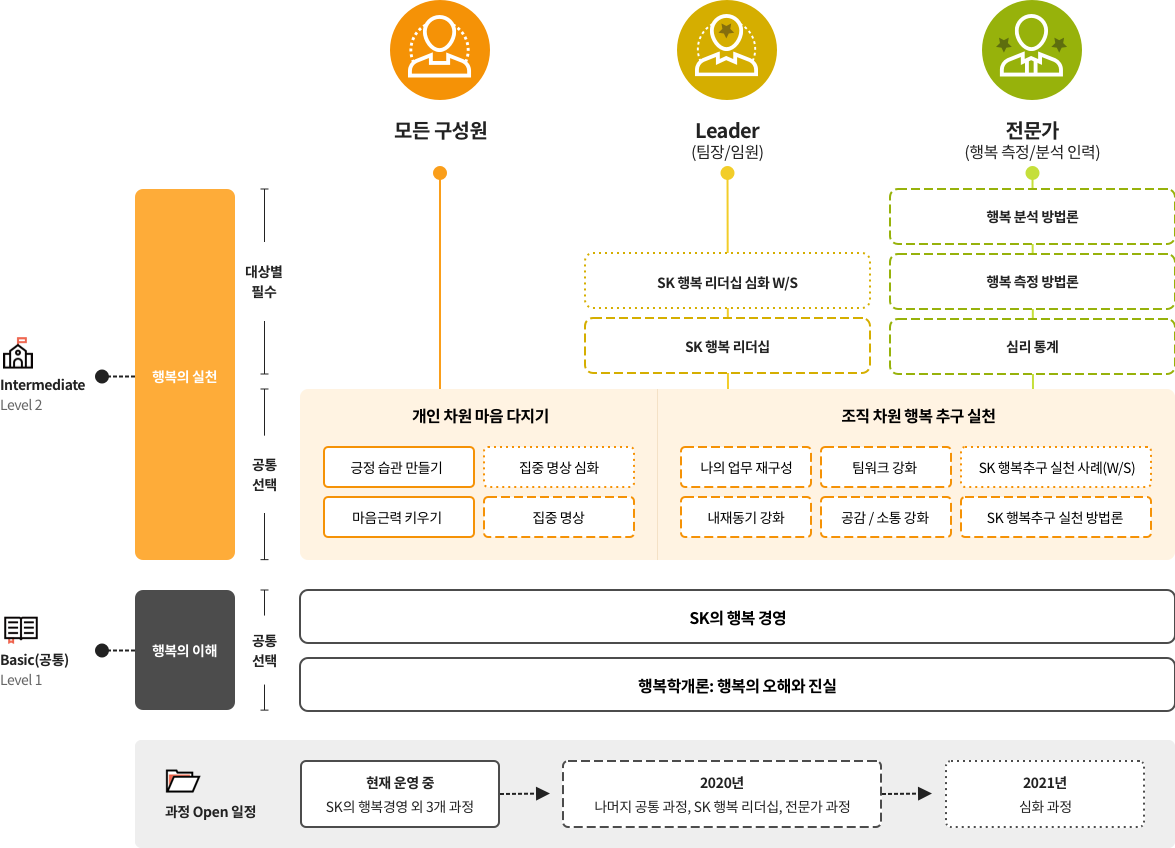 모든 구성원
Leader
(팀장/임원)
전문가
(행복 측정/분석 인력)
행복 분석 방법론
대상별
필수
SK 행복 리더십 심화 W/S
행복 측정 방법론
SK 행복 리더십
심리 통계
Intermediate
Level 2
행복의 실천
공통
선택
개인 차원 마음 다지기
조직 차원 행복 추구 실천
긍정 습관 만들기
집중 명상 심화
나의 업무 재구성
팀워크 강화
SK 행복추구 실천 사례(W/S)
마음근력 키우기
집중 명상
내재동기 강화
공감 / 소통 강화
SK 행복추구 실천 방법론
Basic(공통)
Level 1
행복의 이해
공통
선택
SK의 행복 경영
행복학개론: 행복의 오해와 진실
과정 Open 일정
현재 운영 중
SK의 행복경영 외 3개 과정
2020년
나머지 공통 과정, SK 행복 리더십, 전문가 과정
2021년
심화 과정